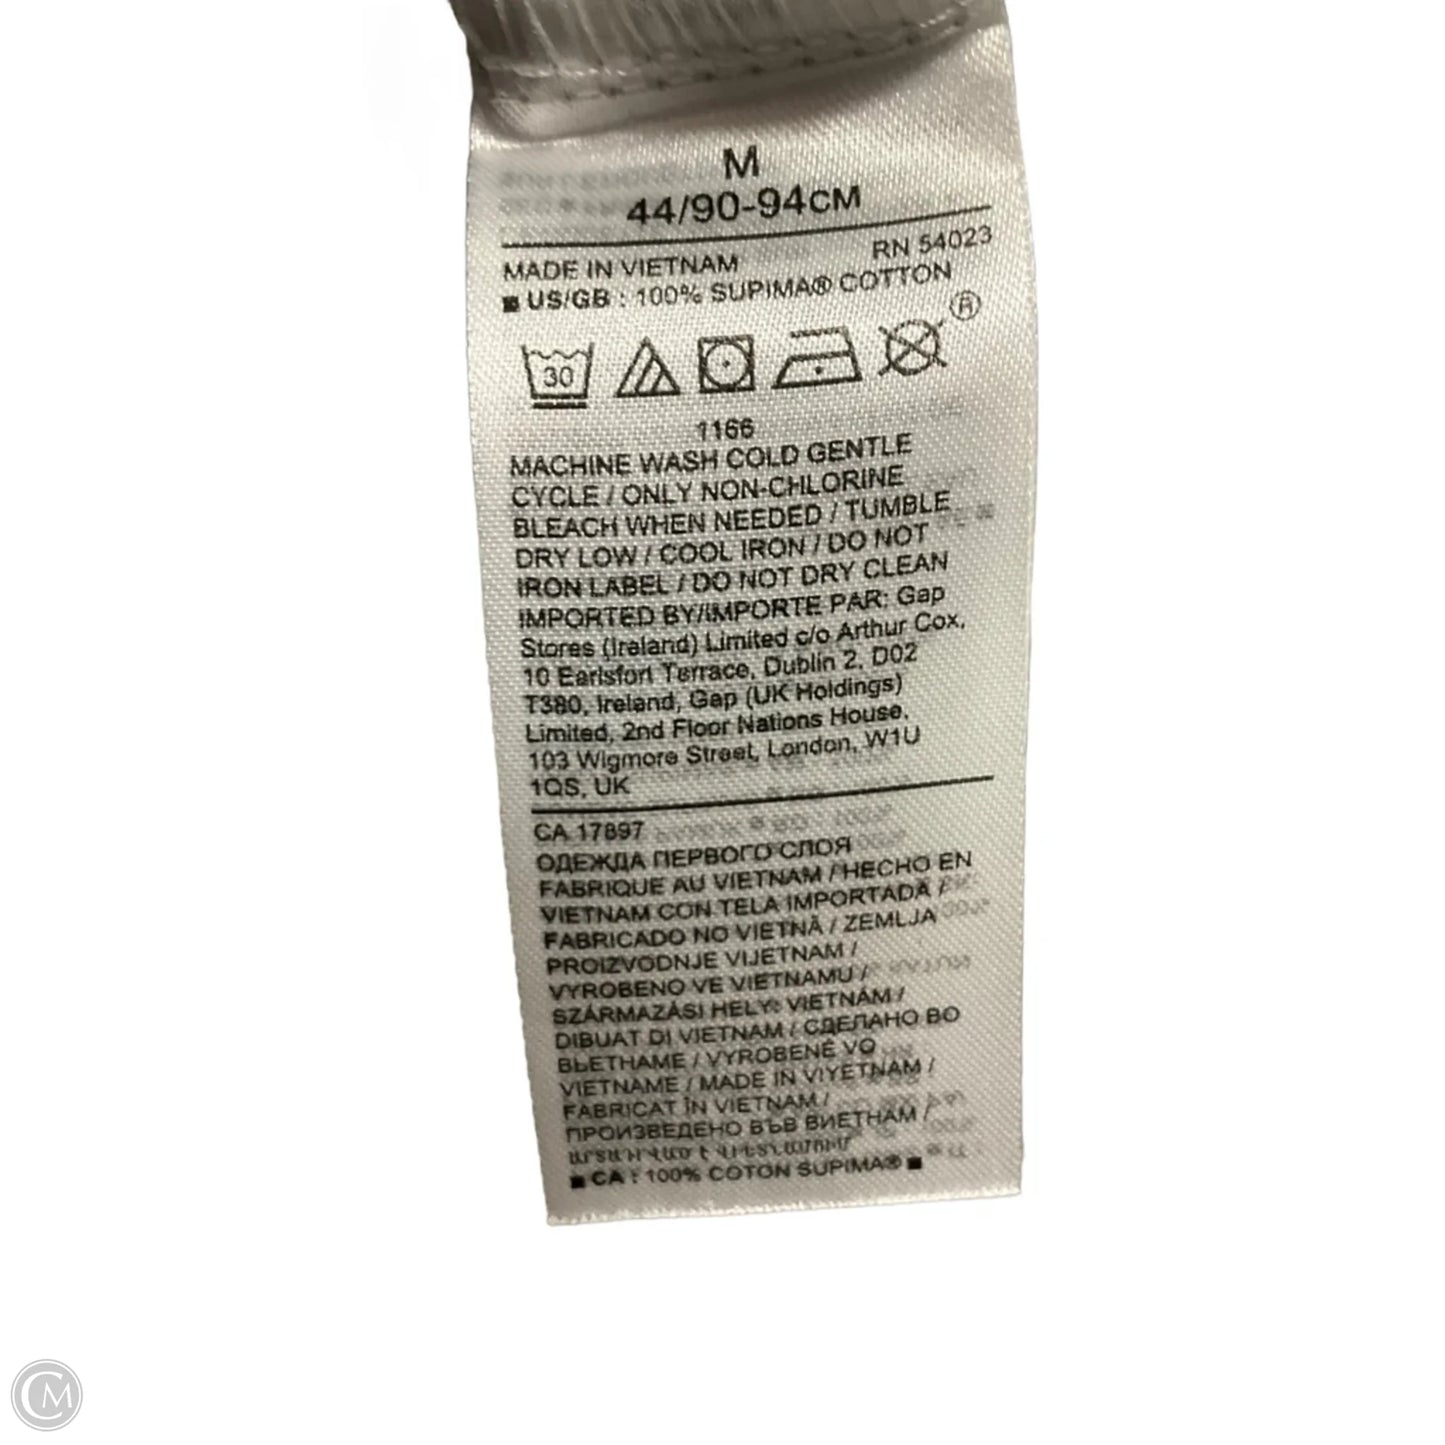 M
44/90-94CM
RN 54023
MADE IN VIETNAM
■ US/GB : 100% SUPIMA® COTTON
®
30
1166
MACHINE WASH COLD GENTLE
CYCLE / ONLY NON-CHLORINE
BLEACH WHEN NEEDED / TUMBLE
DRY LOW / COOL IRON / DO NOT
IRON LABEL / DO NOT DRY CLEAN
IMPORTED BY/IMPORTE PAR: Gap
Stores (Ireland) Limited c/o Arthur Cox,
10 Earlsfort Terrace, Dublin 2, D02
T380, Ireland, Gap (UK Holdings)
Limited, 2nd Floor Nations House,
103 Wigmore Street, London, W1U
1QS, UK
CA 17897
ОДЕЖДА ПЕРВОГО СЛОЯ
FABRIQUE AU VIETNAM / HECHO EN
VIETNAM CON TELA IMPORTADA /
FABRICADO NO VIETNÃ / ZEMLJA
PROIZVODNJE VIJETNAM /
VYROBENO VE VIETNAMU /
SZÁRMAZÁSI HELY: VIETNÁM /
DIBUAT DI VIETNAM / СДЕЛАНО ВО
ВЬЕТНАМЕ / VYROBENÉ VO
VIETNAME / MADE IN VIYETNAM /
FABRICAT ÎN VIETNAM /
ПРОИЗВЕДЕНО ВЪВ ВИЕТНАМ /
■ CA : 100% COTON SUPIMA® ■
CM